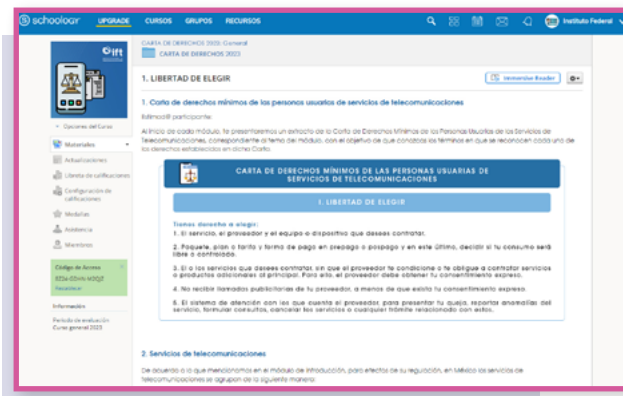 schoology UPGRADE CURSOS GRUPOS RECURSOS Instituto Federal
CARTA DE DERECHOS 2023: General
CARTA DE DERECHOS 2023
ift
1. LIBERTAD DE ELEGIR
Immersive Reader
Opciones del Curso
Materiales
Actualizaciones
Libreta de calificaciones
Configuración de
calificaciones
Medallas
Asistencia
Miembros
Código de Acceso
Restablecer
Información
Periodo de evaluación
Curso general 2023
1. Carta de derechos mínimos de las personas usuarias de servicios de telecomunicaciones
Estimad@ participante:
Al inicio de cada módulo, te presentaremos un extracto de la Carta de Derechos Mínimos de las Personas Usuarias de los Servicios de
Telecomunicaciones, correspondiente al tema del módulo, con el objetivo de que conozcas los términos en que se reconocen cada uno de
los derechos establecidos en dicha Carta.
CARTA DE DERECHOS MÍNIMOS DE LAS PERSONAS USUARIAS DE
SERVICIOS DE TELECOMUNICACIONES
I. LIBERTAD DE ELEGIR
Tienes derecho a elegir:
1. El servicio, el proveedor y el equipo o dispositivo que desees contratar.
2. Paquete, plan o tarifa y forma de pago en prepago o pospago y en este último, decidir si tu consumo será
libre o controlado.
3. El o los servicios que desees contratar, sin que el proveedor te condicione o te obligue a contratar servicios
o productos adicionales al principal. Para ello, el proveedor debe obtener tu consentimiento expreso.
4. No recibir llamadas publicitarias de tu proveedor, a menos de que exista tu consentimiento expreso.
5. El sistema de atención con los que cuenta el proveedor, para presentar tu queja, reportar anomalías del
servicio, formular consultas, cancelar los servicios o cualquier trámite relacionado con estos.
2. Servicios de telecomunicaciones
De acuerdo a lo que mencionamos en el módulo de introducción, para efectos de su regulación, en México los servicios de
telecomunicaciones se agrupan de la siguiente manera: